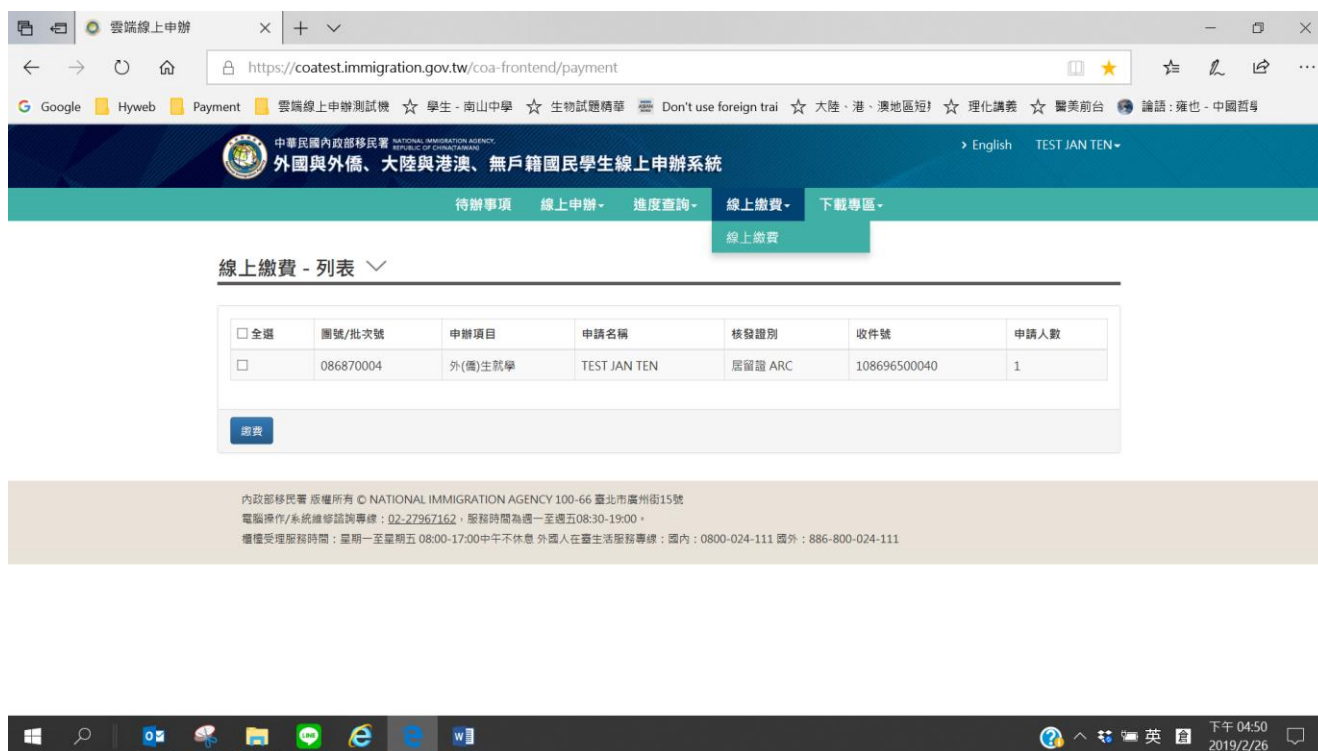 雲端線上申辦
https://coatest.immigration.gov.tw/coa-frontend/payment
Google Hyweb Payment 雲端線上申辦測試機 學生 - 南山中學 生物試題精華 Don't use foreign trai 大陸、港、澳地區短 理化講義 醫美前台 論語 : 雍也 - 中國哲
中華民國內政部移民署 NATIONAL IMMIGRATION AGENCY, REPUBLIC OF CHINA(TAIWAN)
外國與外僑、大陸與港澳、無戶籍國民學生線上申辦系統
English TEST JAN TEN
待辦事項 線上申辦 進度查詢 線上繳費 下載專區
線上繳費
線上繳費 - 列表
全選 團號/批次號 申辦項目 申請名稱 核發證別 收件號 申請人數
086870004 外(僑)生就學 TEST JAN TEN 居留證 ARC 108696500040 1
繳費
內政部移民署 版權所有 © NATIONAL IMMIGRATION AGENCY 100-66 臺北市廣州街15號
電腦操作/系統維修諮詢專線：02-27967162，服務時間為週一至週五08:30-19:00。
櫃檯受理服務時間：星期一至星期五 08:00-17:00中午不休息 外國人在臺生活服務專線：國內：0800-024-111 國外：886-800-024-111
英 倉 下午 04:50
2019/2/26